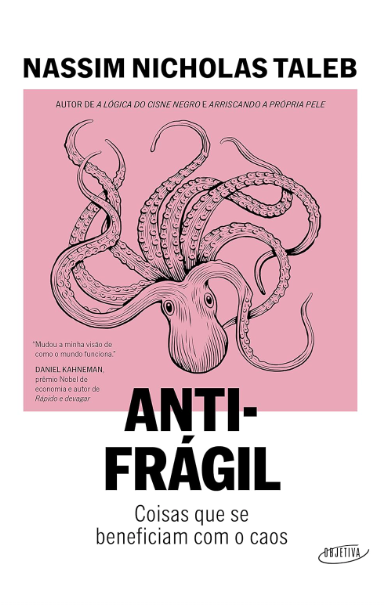 NASSIM NICHOLAS TALEB
AUTOR DE A LÓGICA DO CISNE NEGRO E ARRISCANDO A PRÓPRIA PELE
"Mudou a minha visão de
como o mundo funciona."
DANIEL KAHNEMAN,
prêmio Nobel de
economia e autor de
Rápido e devagar
ANTI-
FRÁGIL
Coisas que se
beneficiam com o caos
OBJETIVA